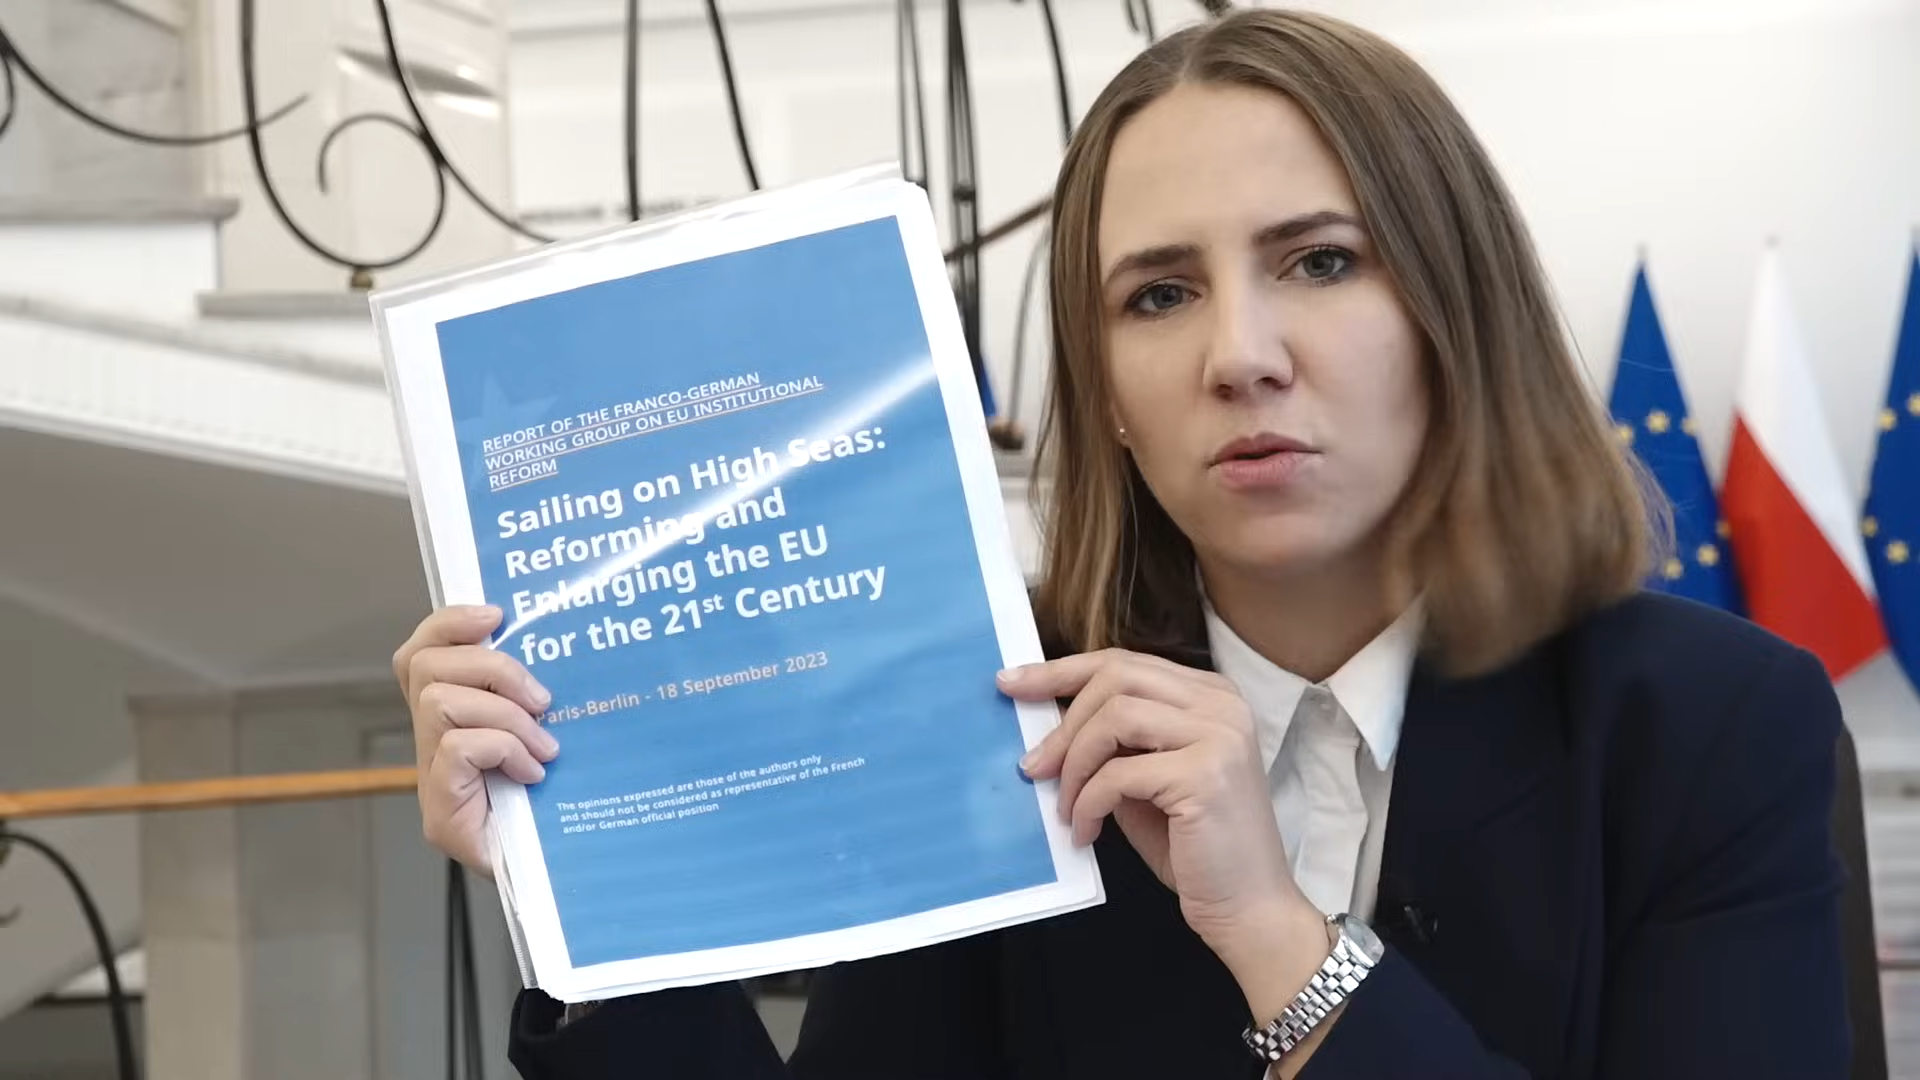 REPORT OF THE FRANCO-GERMAN
WORKING GROUP ON EU INSTITUTIONAL
REFORM
Sailing on High Seas:
Reforming and
Enlarging the EU
for the 21st Century
Paris-Berlin - 18 September 2023
The opinions expressed are those of the authors only
and should not be considered as representative of the French
and/or German official position